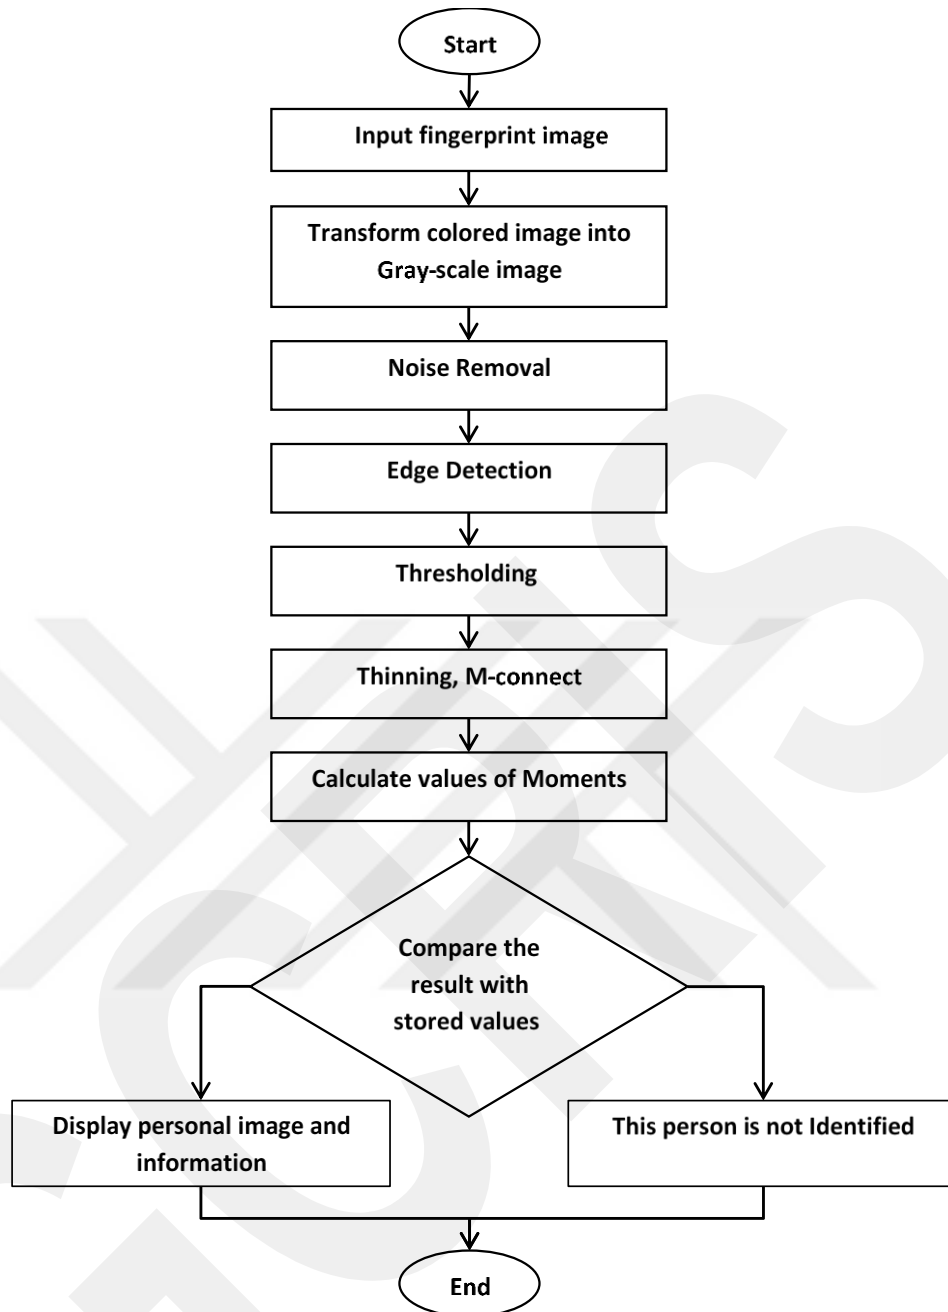 Start
Input fingerprint image
Transform colored image into
Gray-scale image
Noise Removal
Edge Detection
Thresholding
Thinning, M-connect
Calculate values of Moments
Compare the
result with
stored values
Display personal image and
information
This person is not Identified
End